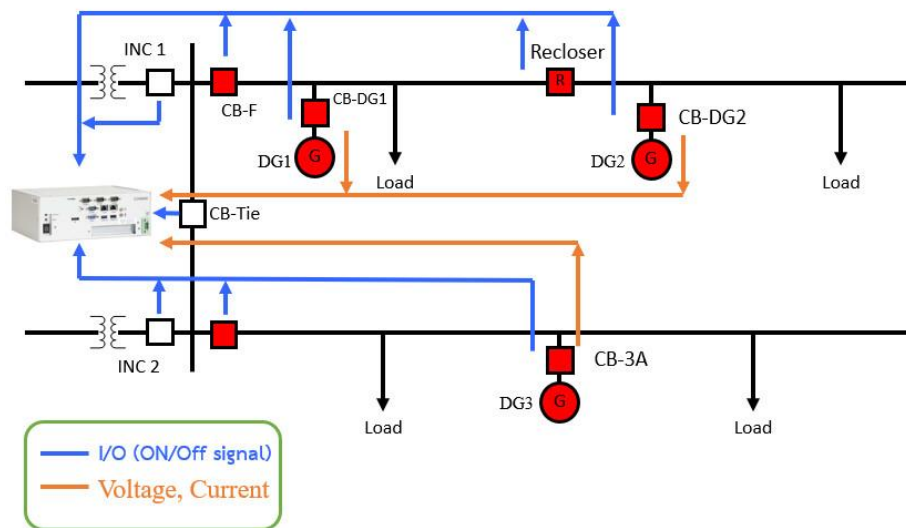 INC 1
Recloser
R
CB-F
CB-DG1
CB-DG2
DG1
G
DG2
G
Load
Load
CB-Tie
INC 2
CB-3A
DG3
G
Load
Load
I/O (ON/Off signal)
Voltage, Current